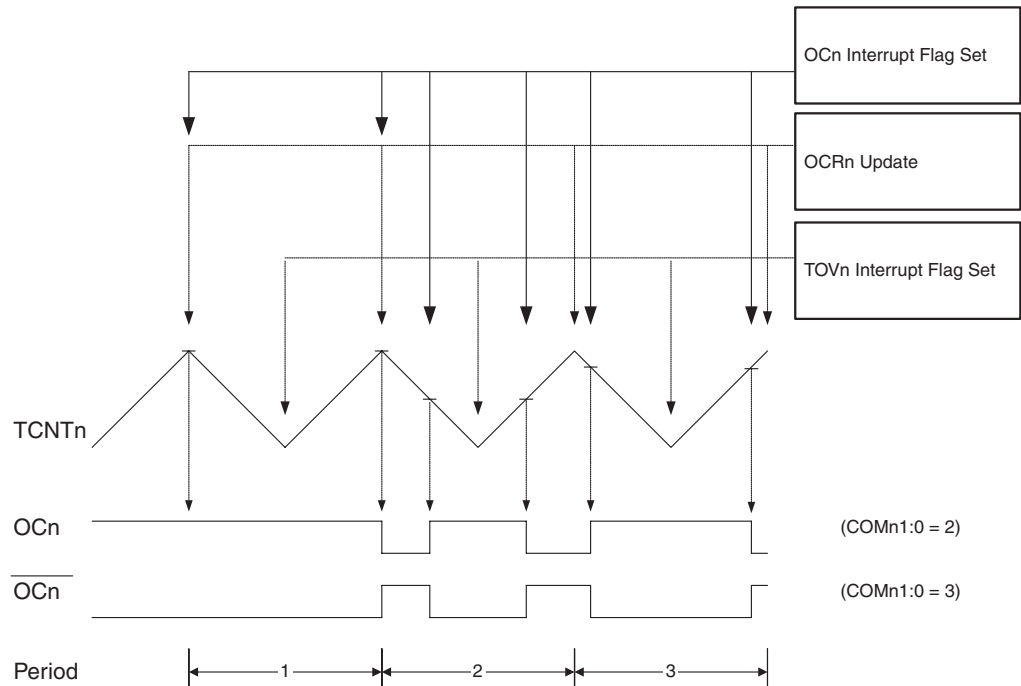 OCn Interrupt Flag Set
OCRn Update
TOVn Interrupt Flag Set
TCNTn
OCn
(COMn1:0 = 2)
OCn
(COMn1:0 = 3)
Period
1
2
3